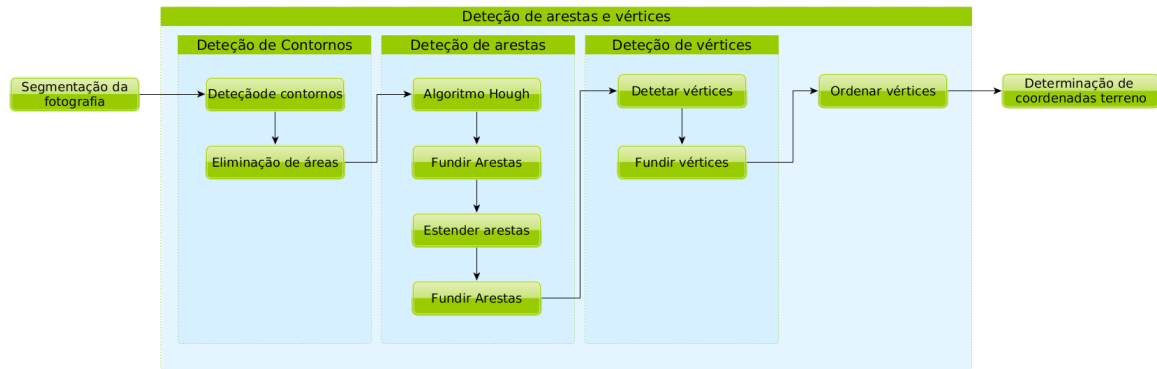 Deteção de arestas e vértices
Segmentação da
fotografia
Deteção de Contornos
Deteçãode contornos
Eliminação de áreas
Deteção de arestas
Algoritmo Hough
Fundir Arestas
Estender arestas
Fundir Arestas
Deteção de vértices
Detetar vértices
Fundir vértices
Ordenar vértices
Determinação de
coordenadas terreno